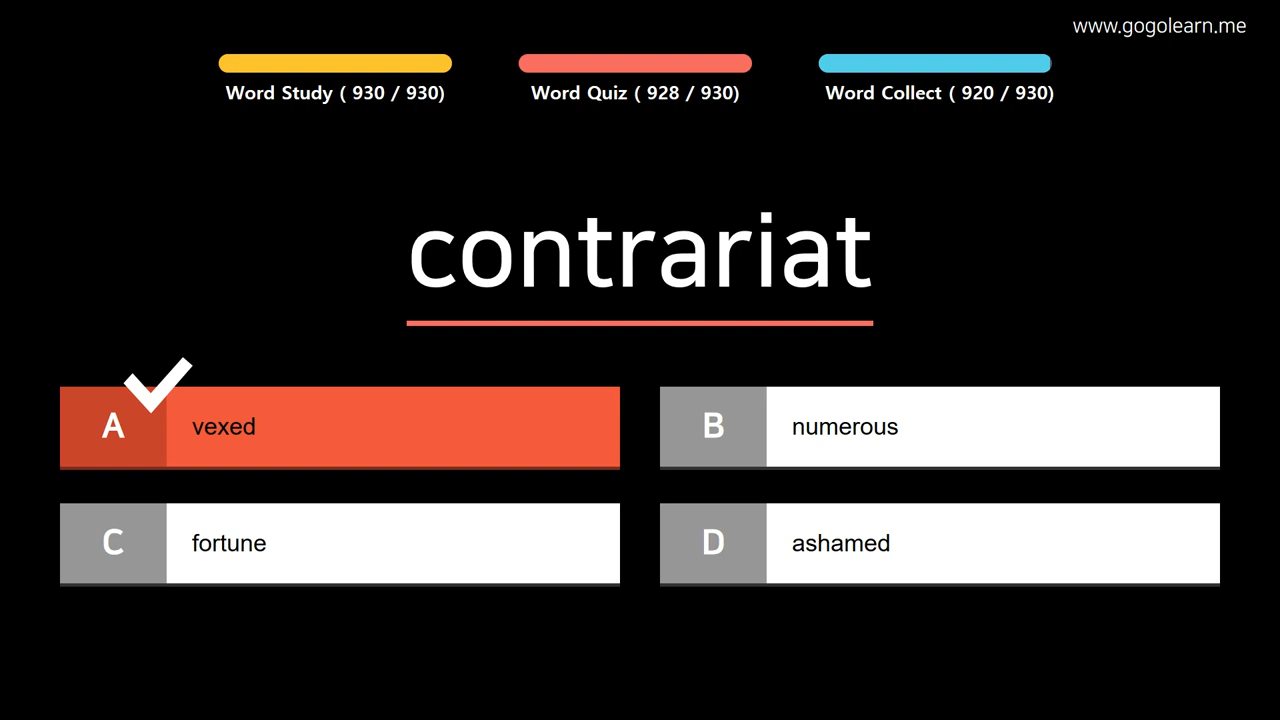 www.gogolearn.me
Word Study ( 930 / 930)
Word Quiz ( 928 / 930)
Word Collect ( 920 / 930)
contrariat
A vexed
B numerous
C fortune
D ashamed